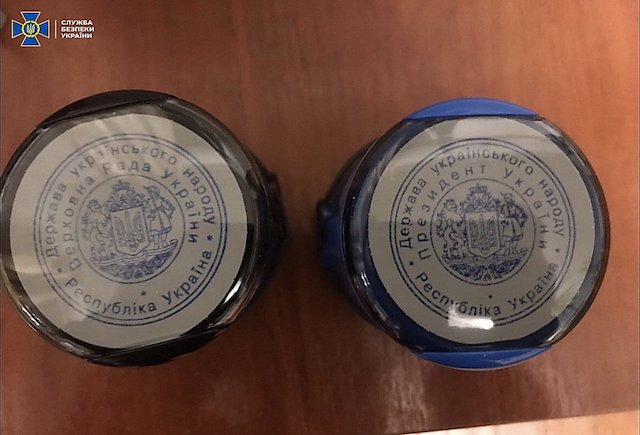 СЛУЖБА
БЕЗПЕКИ
УКРАЇНИ
Держава українського народу
Верховна Рада України
* Республіка Україна *
Держава українського народу
Президент України
* Республіка Україна *